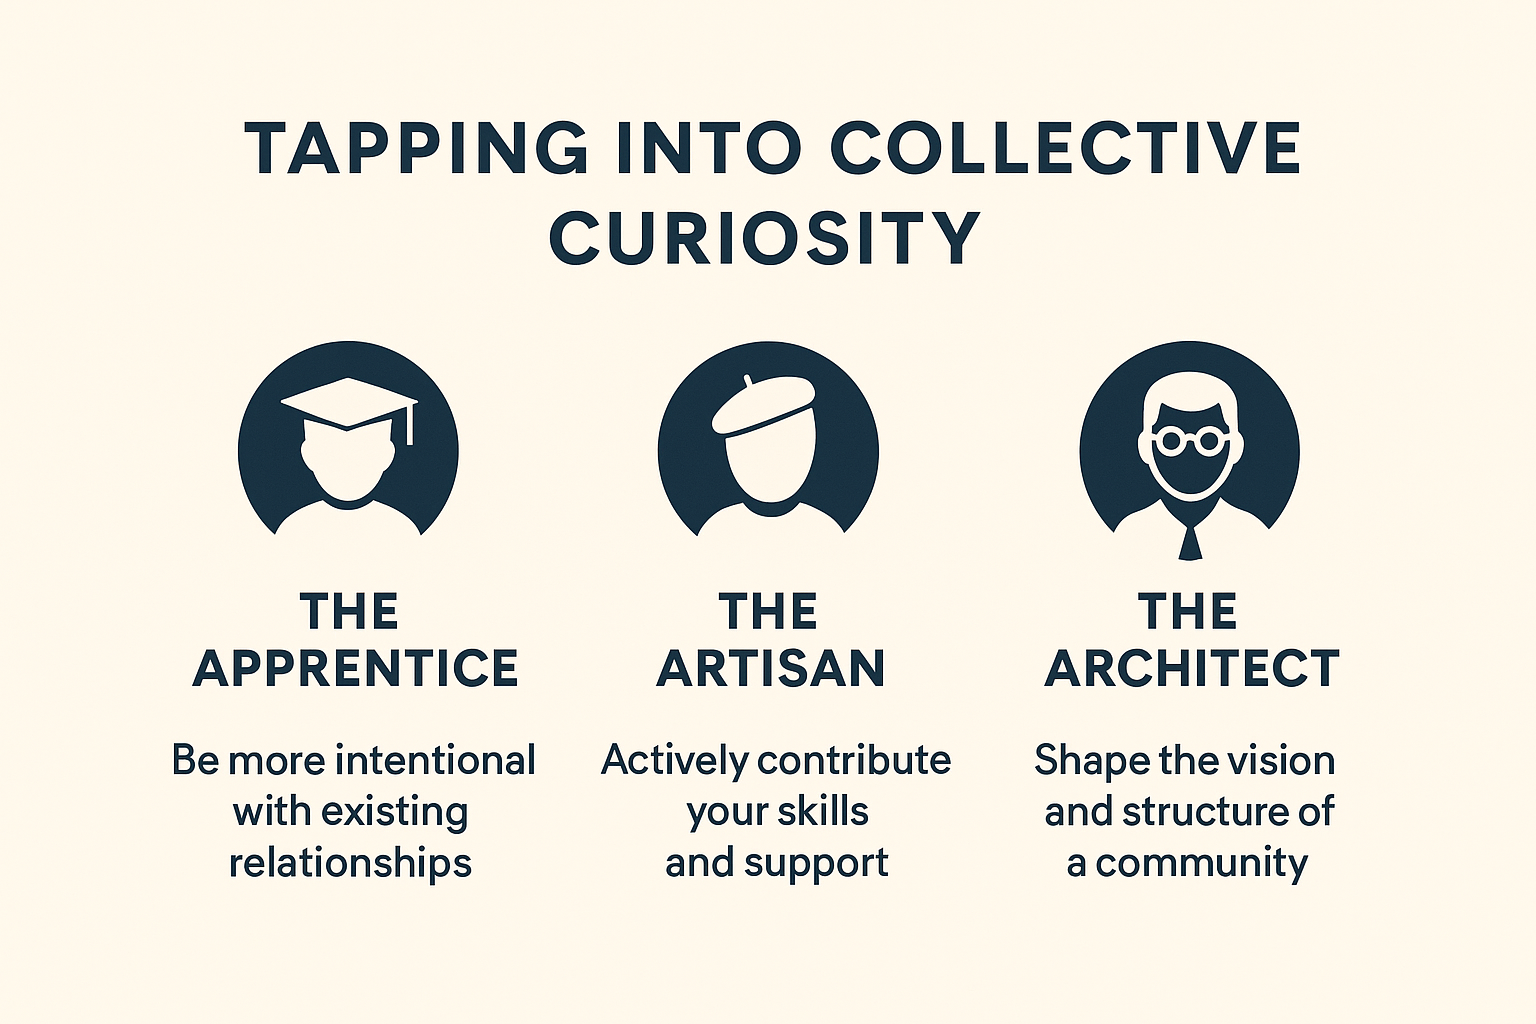 TAPPING INTO COLLECTIVE
CURIOSITY
THE
APPRENTICE
Be more intentional
with existing
relationships
THE
ARTISAN
Actively contribute
your skills
and support
THE
ARCHITECT
Shape the vision
and structure of
a community